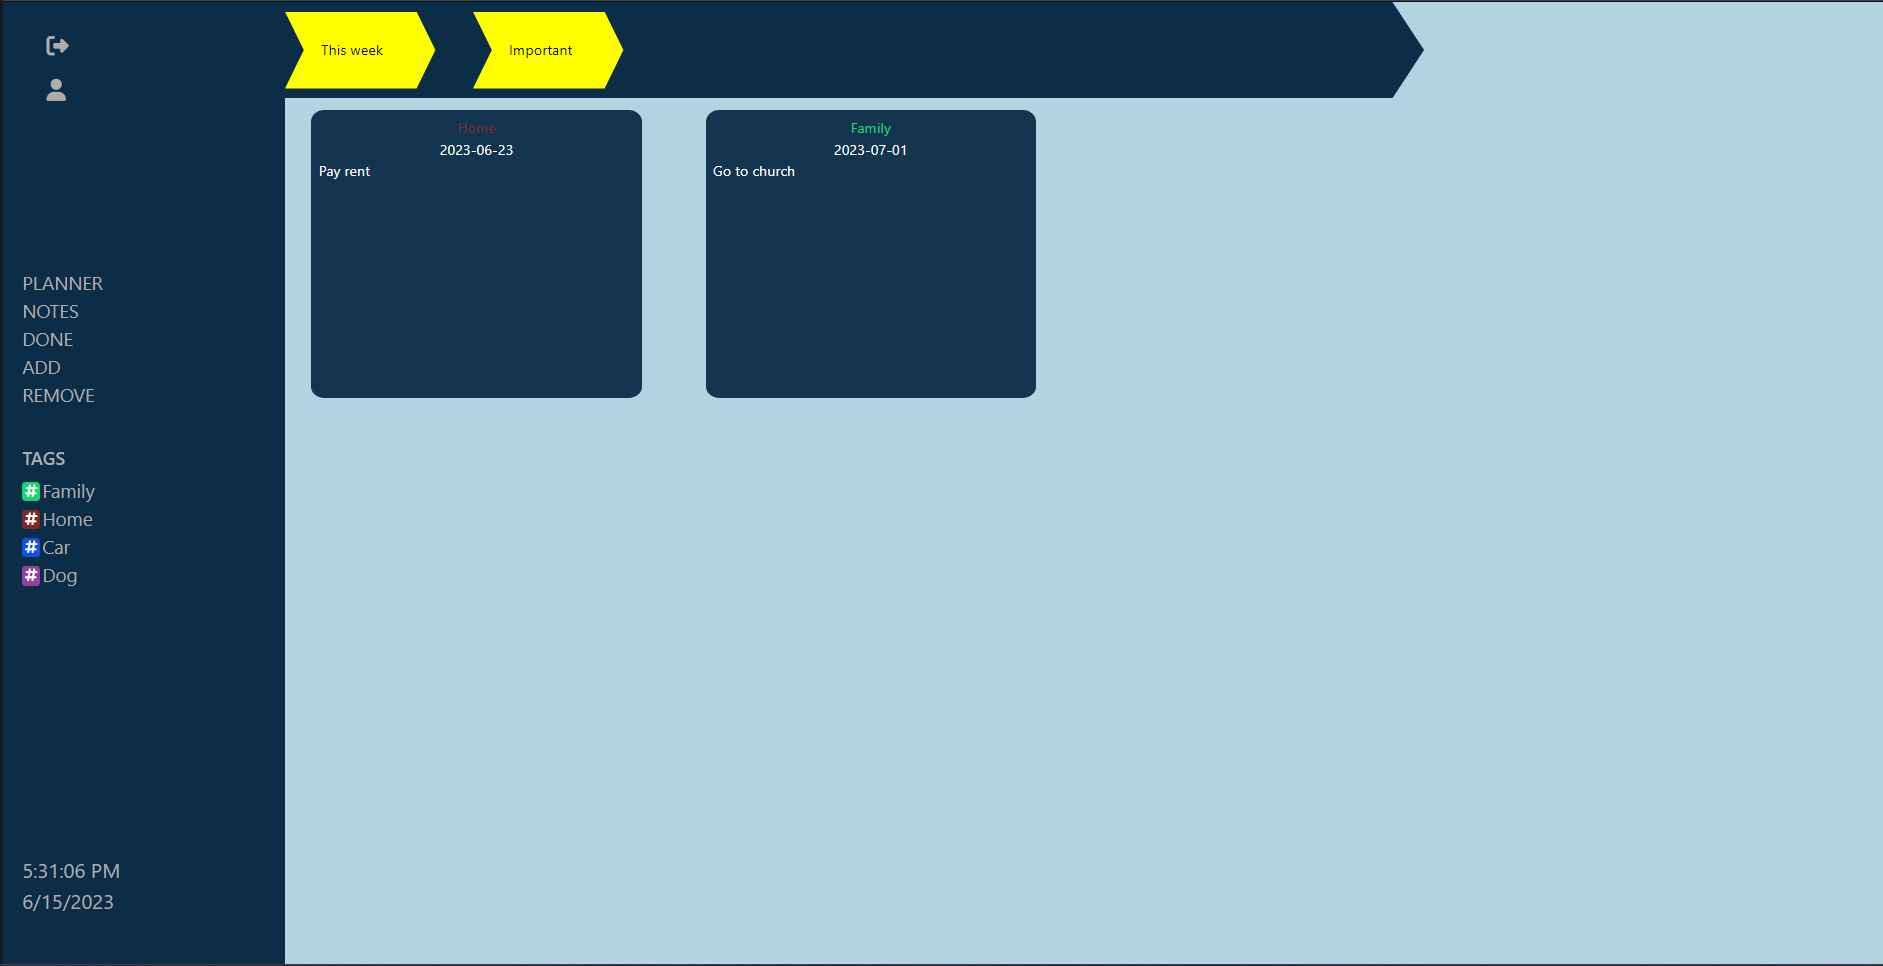 This week
Important
PLANNER
NOTES
DONE
ADD
REMOVE
TAGS
# Family
# Home
# Car
# Dog
5:31:06 PM
6/15/2023
Home
2023-06-23
Pay rent
Family
2023-07-01
Go to church